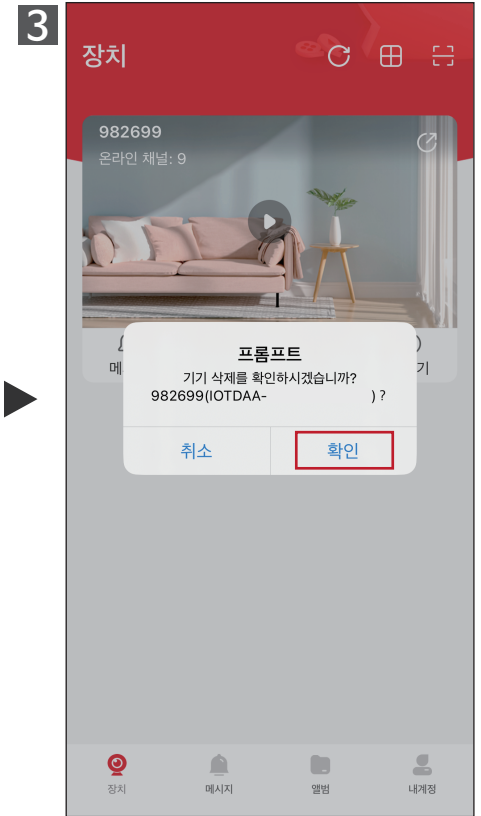 3
장치
982699
온라인 채널: 9
메
기
프롬프트
기기 삭제를 확인하시겠습니까?
982699(IOTDAA- ) ?
취소 확인
장치 메시지 앨범 내계정